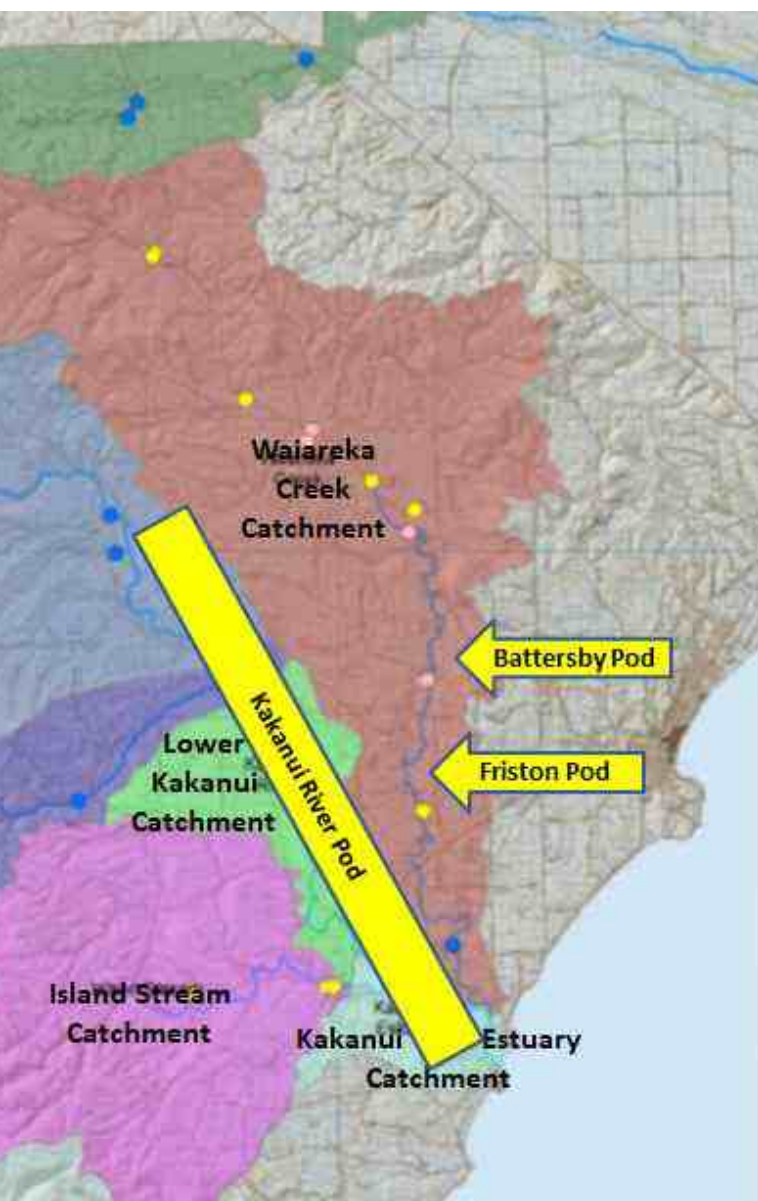 Waiareka
Creek
Catchment
Battersby Pod
Friston Pod
Kakanui River Pod
Lower
Kakanui
Catchment
Island Stream
Catchment
Kakanui Estuary
Catchment